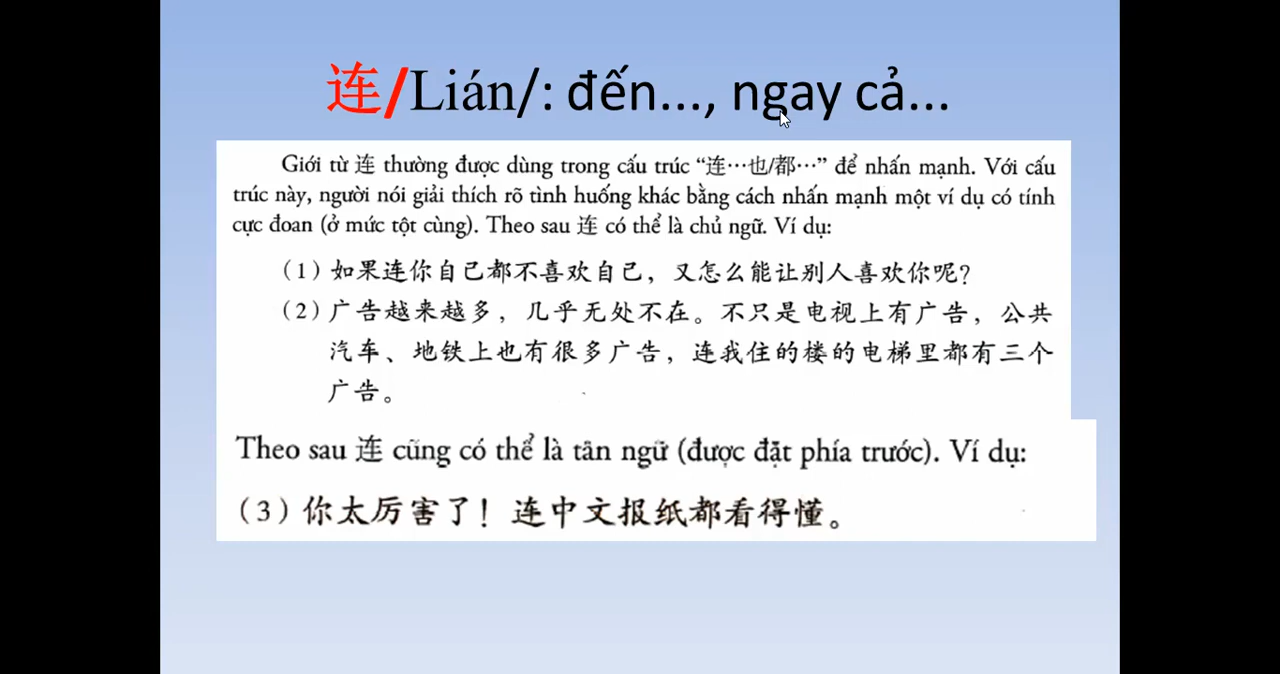 连/Lián/: đến..., ngay cả...
Giới từ 连 thường được dùng trong cấu trúc “连…也/都…” để nhấn mạnh. Với cấu
trúc này, người nói giải thích rõ tình huống khác bằng cách nhấn mạnh một ví dụ có tính
cực đoan (ở mức tột cùng). Theo sau 连 có thể là chủ ngữ. Ví dụ:
(1) 如果连你自己都不喜欢自己，又怎么能让别人喜欢你呢？
(2) 广告越来越多，几乎无处不在。不只是电视上有广告，公共
汽车、地铁上也有很多广告，连我住的楼的电梯里都有三个
广告。
Theo sau 连 cũng có thể là tân ngữ (được đặt phía trước). Ví dụ:
(3) 你太厉害了！连中文报纸都看得懂。